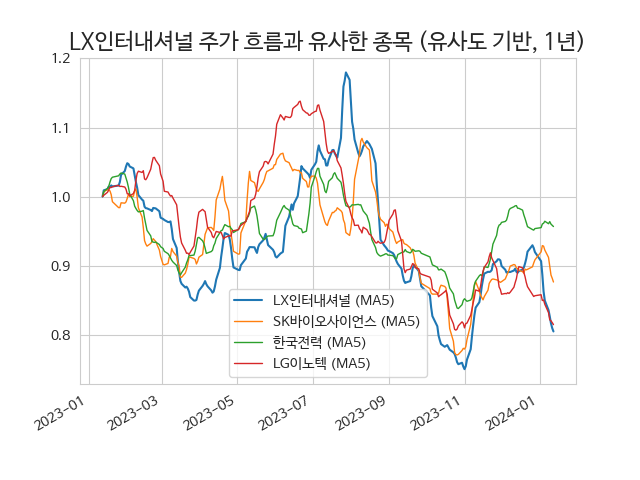 LX인터내셔널 주가 흐름과 유사한 종목 (유사도 기반, 1년)
1.2
1.1
1.0
0.9
0.8
LX인터내셔널 (MA5)
SK바이오사이언스 (MA5)
한국전력 (MA5)
LG이노텍 (MA5)
2023-01
2023-03
2023-05
2023-07
2023-09
2023-11
2024-01